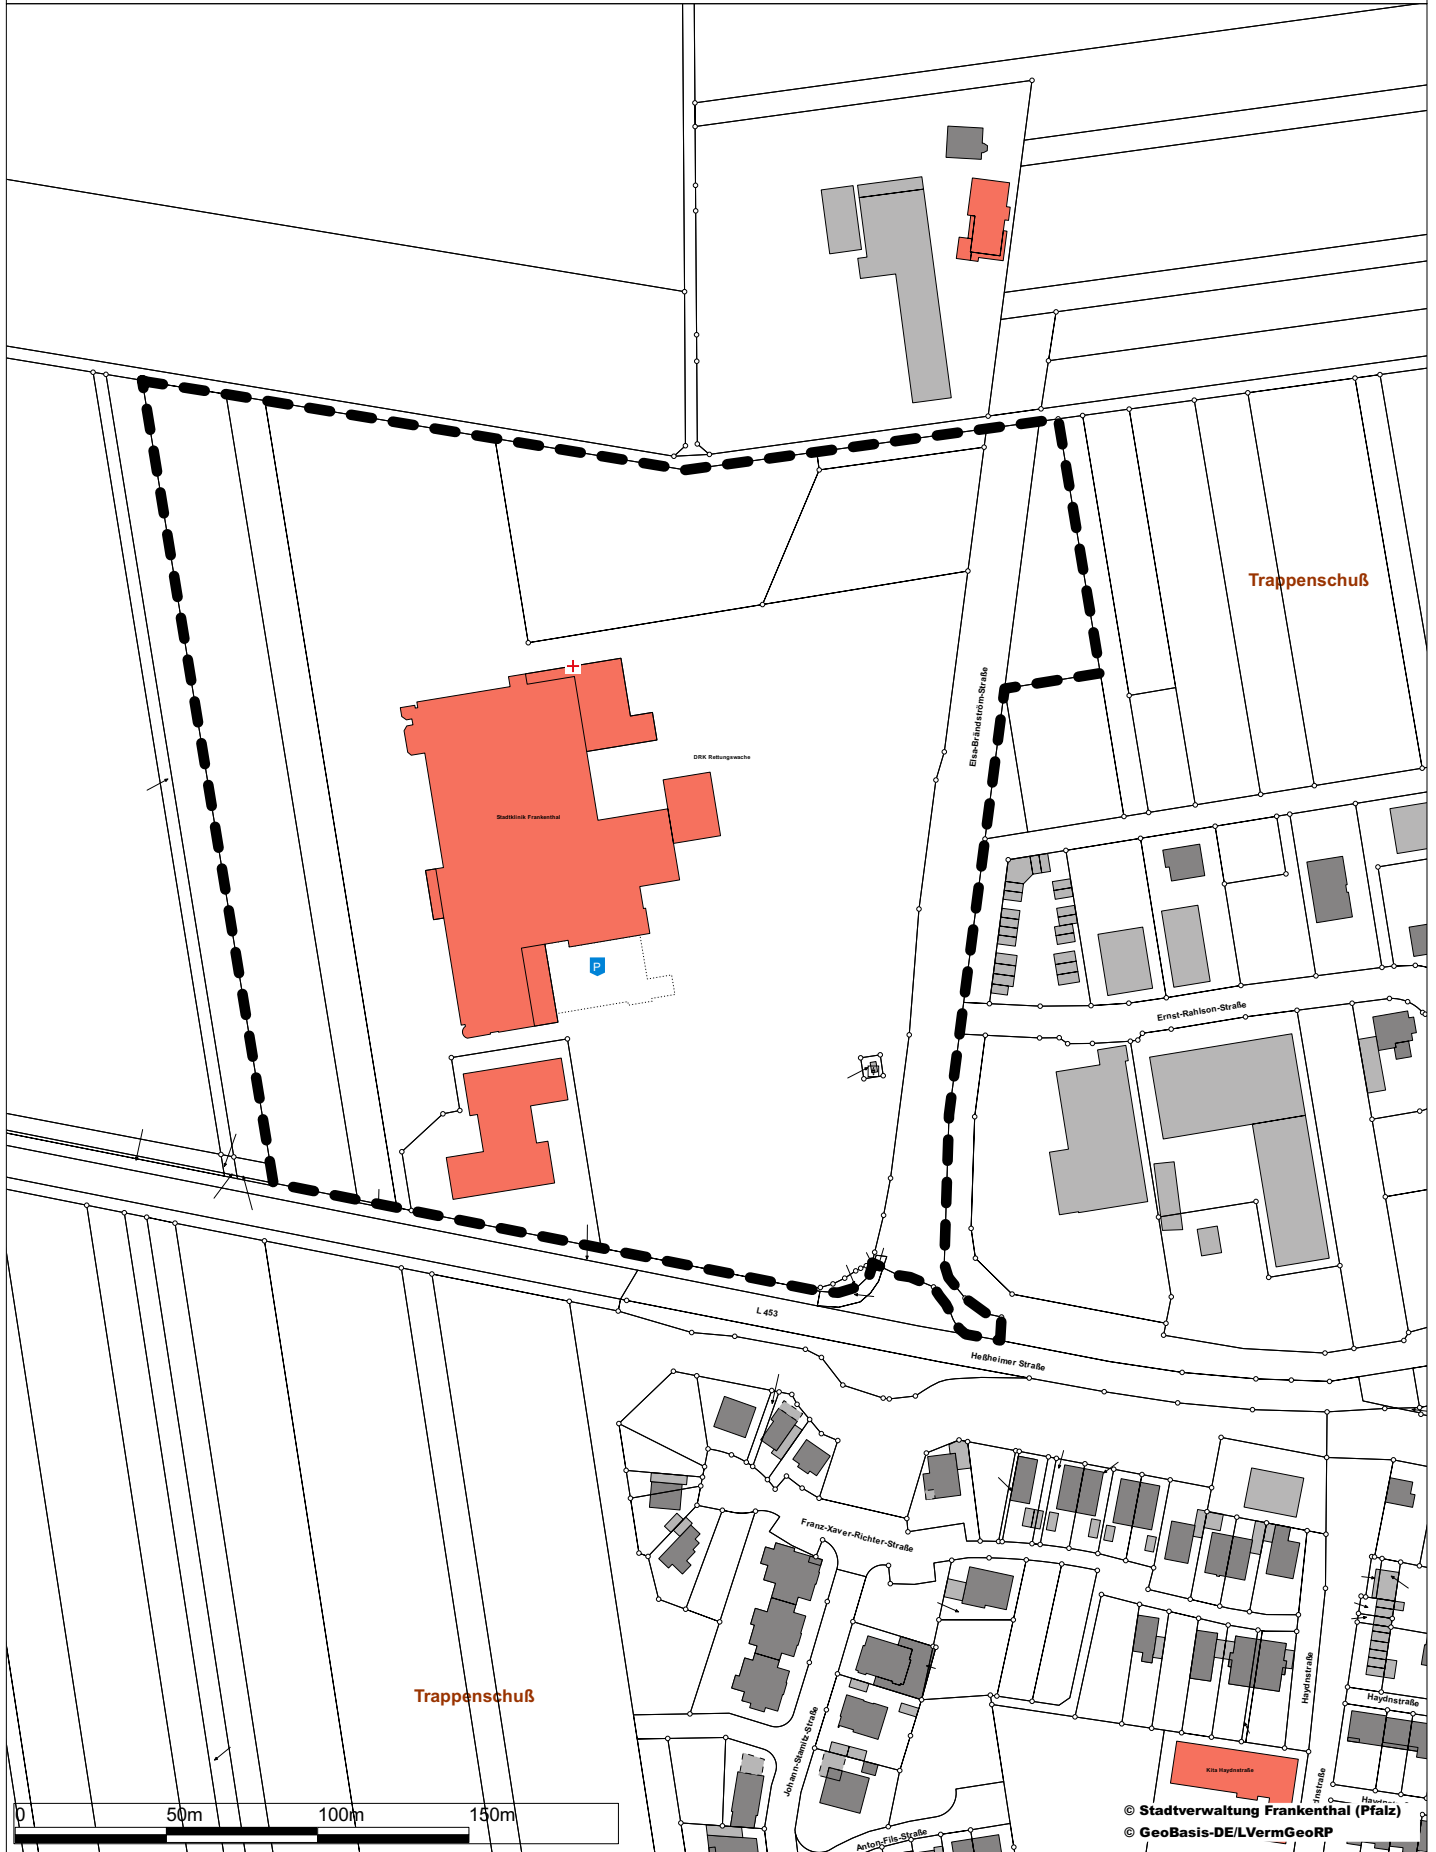 Trappenschuß
Elsa-Brändström-Straße
DRK Rettungswache
Stadtklinik Frankenthal
P
Ernst-Rahlson-Straße
L 453
Heßheimer Straße
Franz-Xaver-Richter-Straße
Haydnstraße
Trappenschuß
Haydnstraße
Johann-Stamitz-Straße
Kita Haydnstraße
0 50m 100m 150m
© Stadtverwaltung Frankenthal (Pfalz)
© GeoBasis-DE/LVermGeoRP
Anton-Fils-Straße